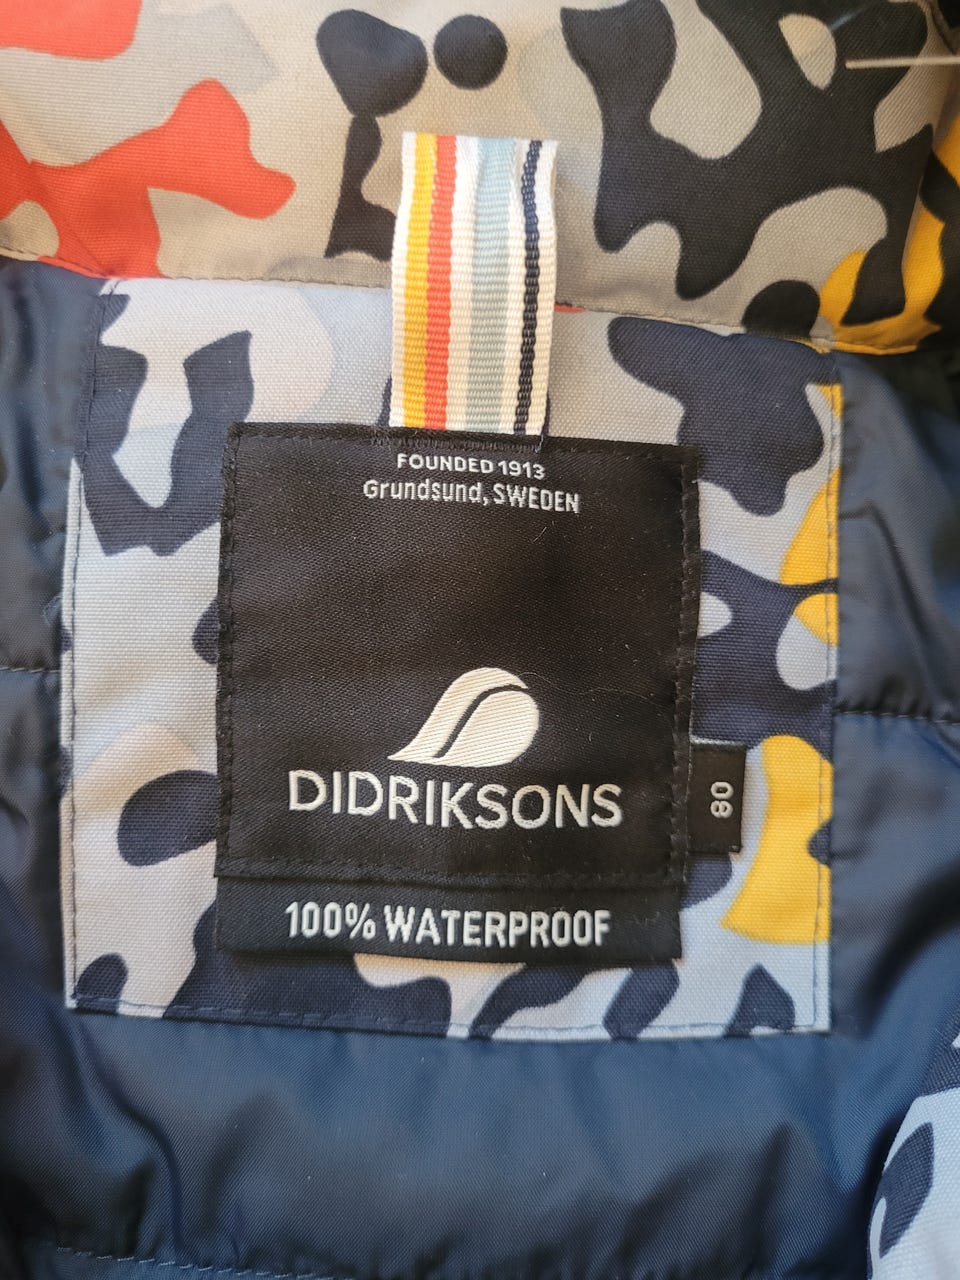 FOUNDED 1913
Grundsund, SWEDEN
DIDRIKSONS
80
100% WATERPROOF